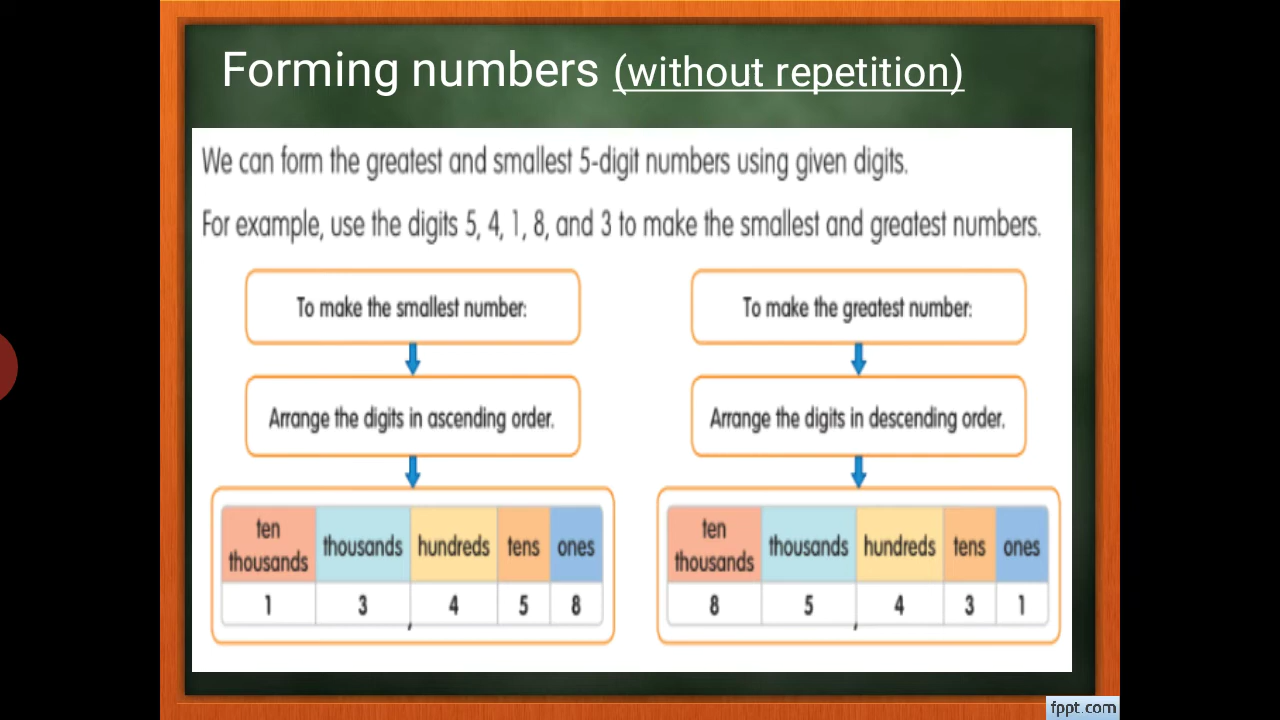 Forming numbers (without repetition)
We can form the greatest and smallest 5-digit numbers using given digits.
For example, use the digits 5, 4, 1, 8, and 3 to make the smallest and greatest numbers.
To make the smallest number:
Arrange the digits in ascending order.
ten thousands thousands hundreds tens ones
1 3 , 4 5 8
To make the greatest number:
Arrange the digits in descending order.
ten thousands thousands hundreds tens ones
8 5 , 4 3 1
fppt.com